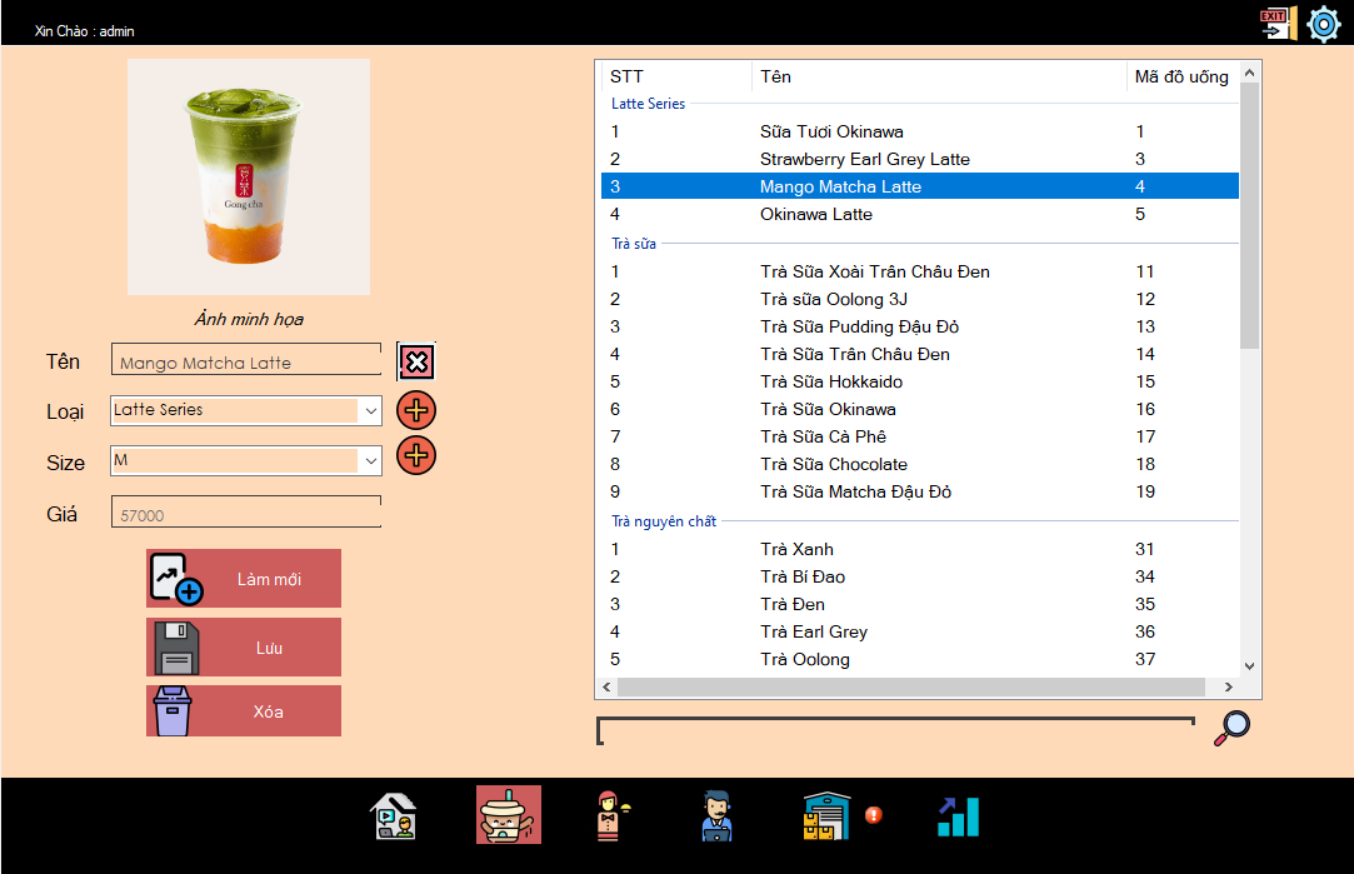 Xin Chào : admin
EXIT
貢茶
Gong cha
Ảnh minh họa
Tên
Mango Matcha Latte
Loại
Latte Series
Size
M
Giá
57000
Làm mới
Lưu
Xóa
STT Tên Mã đồ uống
Latte Series
1 Sữa Tươi Okinawa 1
2 Strawberry Earl Grey Latte 3
3 Mango Matcha Latte 4
4 Okinawa Latte 5
Trà sữa
1 Trà Sữa Xoài Trân Châu Đen 11
2 Trà sữa Oolong 3J 12
3 Trà Sữa Pudding Đậu Đỏ 13
4 Trà Sữa Trân Châu Đen 14
5 Trà Sữa Hokkaido 15
6 Trà Sữa Okinawa 16
7 Trà Sữa Cà Phê 17
8 Trà Sữa Chocolate 18
9 Trà Sữa Matcha Đậu Đỏ 19
Trà nguyên chất
1 Trà Xanh 31
2 Trà Bí Đao 34
3 Trà Đen 35
4 Trà Earl Grey 36
5 Trà Oolong 37